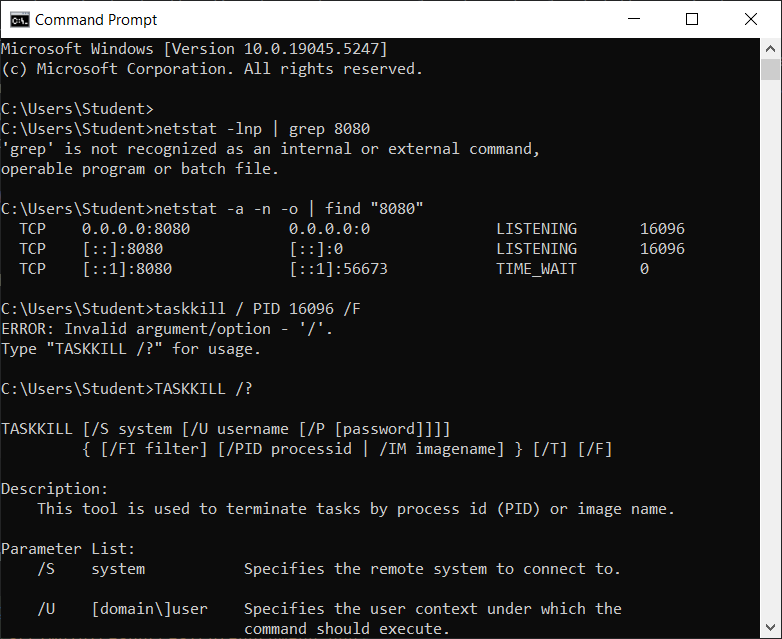 Command Prompt
Microsoft Windows [Version 10.0.19045.5247]
(c) Microsoft Corporation. All rights reserved.
C:\Users\Student>
C:\Users\Student>netstat -lnp | grep 8080
'grep' is not recognized as an internal or external command,
operable program or batch file.
C:\Users\Student>netstat -a -n -o | find "8080"
  TCP    0.0.0.0:8080           0.0.0.0:0              LISTENING       16096
  TCP    [::]:8080              [::]:0                 LISTENING       16096
  TCP    [::1]:8080             [::1]:56673            TIME_WAIT       0
C:\Users\Student>taskkill / PID 16096 /F
ERROR: Invalid argument/option - '/'.
Type "TASKKILL /?" for usage.
C:\Users\Student>TASKKILL /?
TASKKILL [/S system [/U username [/P [password]]]]
         { [/FI filter] [/PID processid | /IM imagename] } [/T] [/F]
Description:
    This tool is used to terminate tasks by process id (PID) or image name.
Parameter List:
    /S    system           Specifies the remote system to connect to.
    /U    [domain\]user    Specifies the user context under which the
                           command should execute.